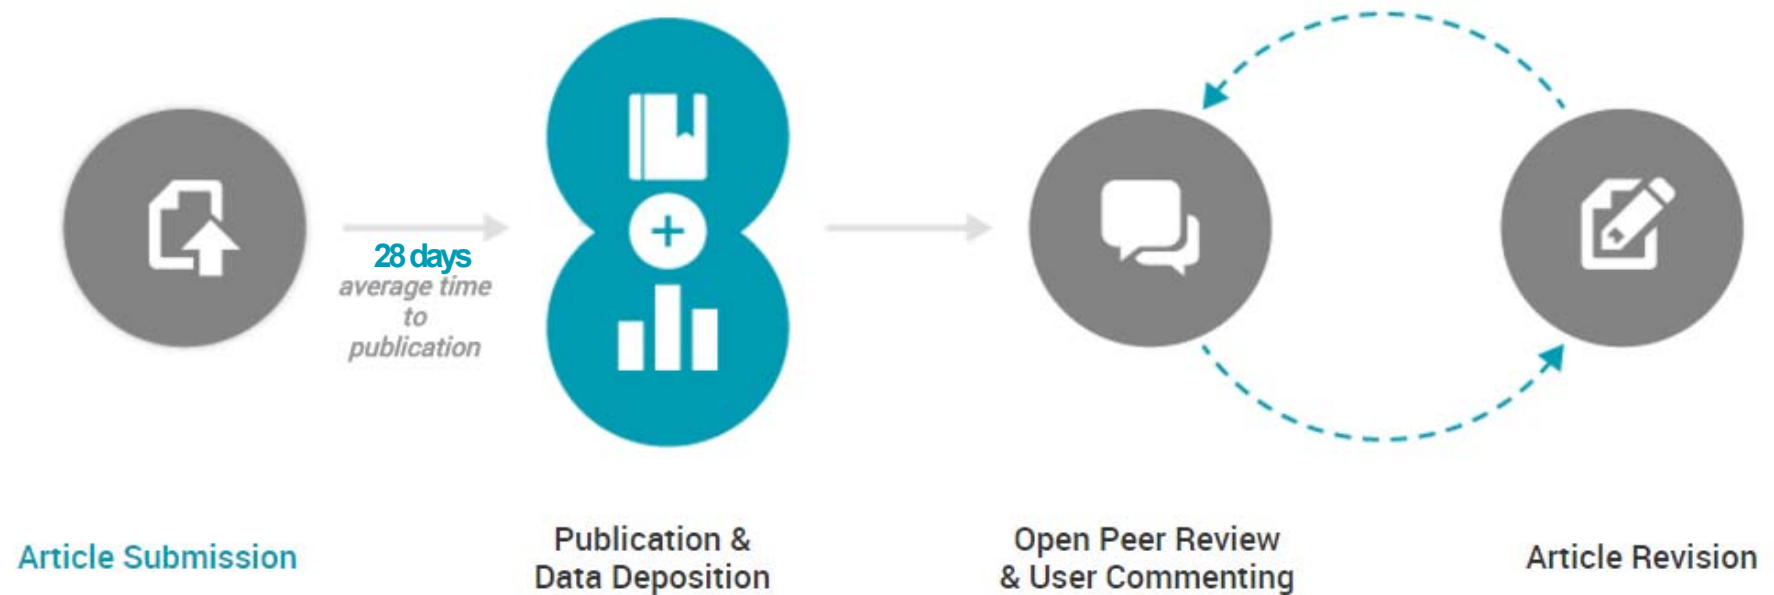 28 days
average time
to
publication
Article Submission
Publication &
Data Deposition
Open Peer Review
& User Commenting
Article Revision